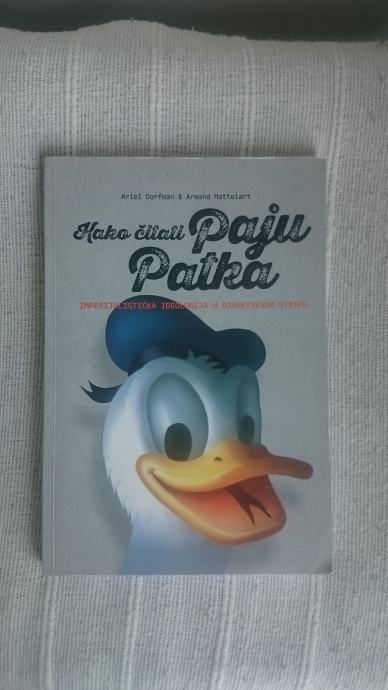 Ariel Dorfman & Armand Mattelart
Kako čitati Paju
Patka
IMPERIJALISTIČKA IDEOLOGIJA U DISNEYJEVOM STRIPU